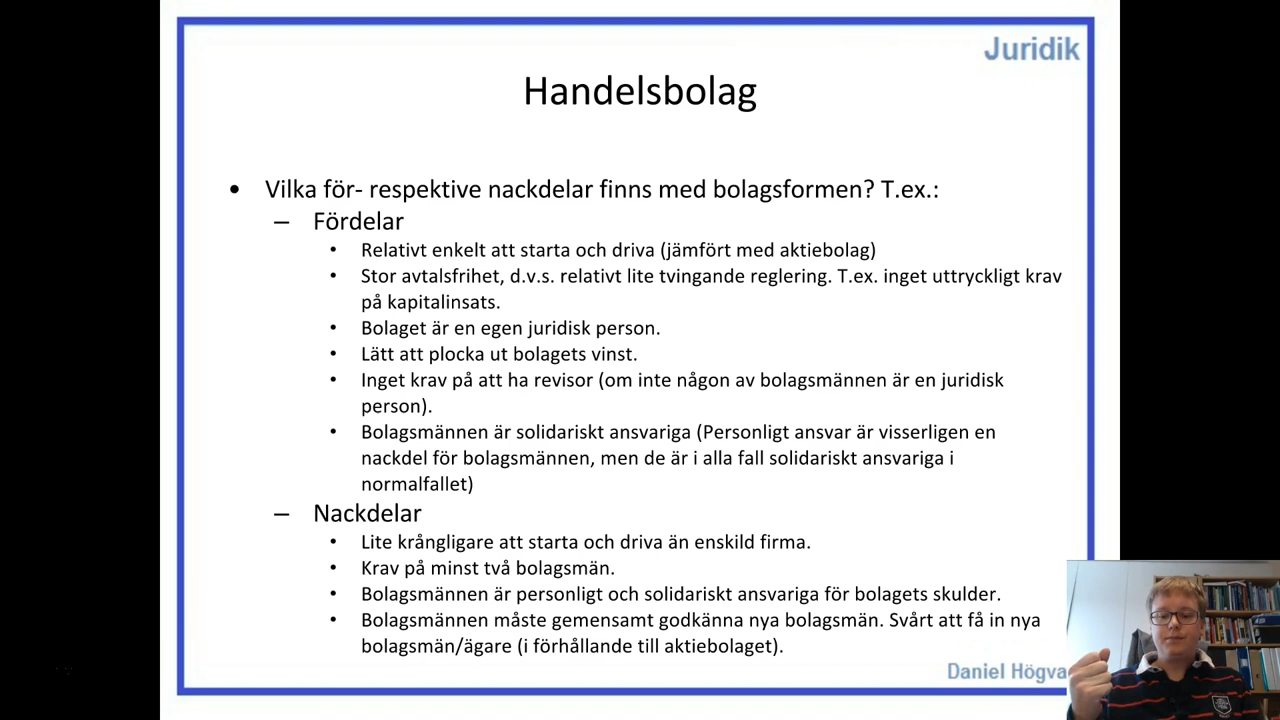 Juridik
Handelsbolag
• Vilka för- respektive nackdelar finns med bolagsformen? T.ex.:
– Fördelar
• Relativt enkelt att starta och driva (jämfört med aktiebolag)
• Stor avtalsfrihet, d.v.s. relativt lite tvingande reglering. T.ex. inget uttryckligt krav
på kapitalinsats.
• Bolaget är en egen juridisk person.
• Lätt att plocka ut bolagets vinst.
• Inget krav på att ha revisor (om inte någon av bolagsmännen är en juridisk
person).
• Bolagsmännen är solidariskt ansvariga (Personligt ansvar är visserligen en
nackdel för bolagsmännen, men de är i alla fall solidariskt ansvariga i
normalfallet)
– Nackdelar
• Lite krångligare att starta och driva än enskild firma.
• Krav på minst två bolagsmän.
• Bolagsmännen är personligt och solidariskt ansvariga för bolagets skulder.
• Bolagsmännen måste gemensamt godkänna nya bolagsmän. Svårt att få in nya
bolagsmän/ägare (i förhållande till aktiebolaget).
Daniel